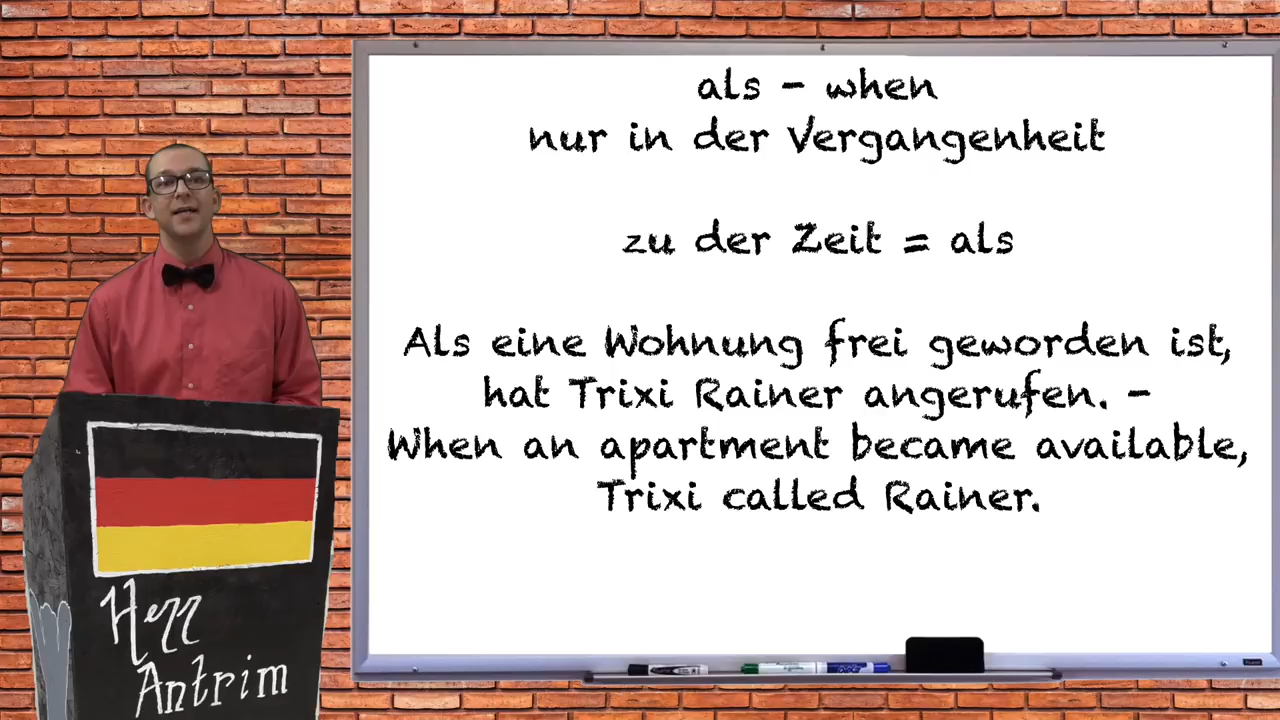 als - when
nur in der Vergangenheit
zu der Zeit = als
Als eine Wohnung frei geworden ist,
hat Trixi Rainer angerufen. -
When an apartment became available,
Trixi called Rainer.
Herr
Antrim